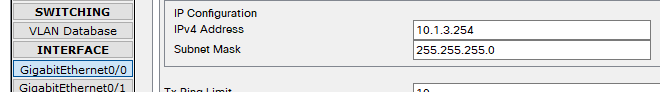 SWITCHING
VLAN Database
INTERFACE
GigabitEthernet0/0
GigabitEthernet0/1
IP Configuration
IPv4 Address 10.1.3.254
Subnet Mask 255.255.255.0
Tx Ring Limit
10